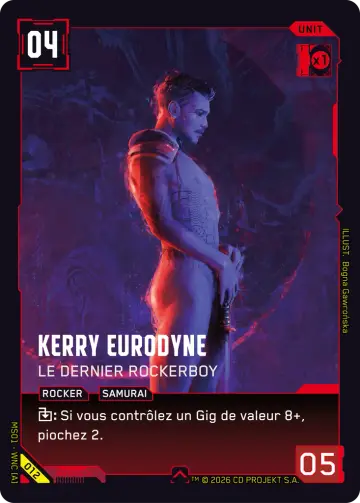 04
UNIT
x1
ILLUST. Bogna Gawrońska
KERRY EURODYNE
LE DERNIER ROCKERBOY
ROCKER SAMURAI
: Si vous contrôlez un Gig de valeur 8+,
piochez 2.
MS01 - WNC [A]
012
™ © 2026 CD PROJEKT S.A.
05